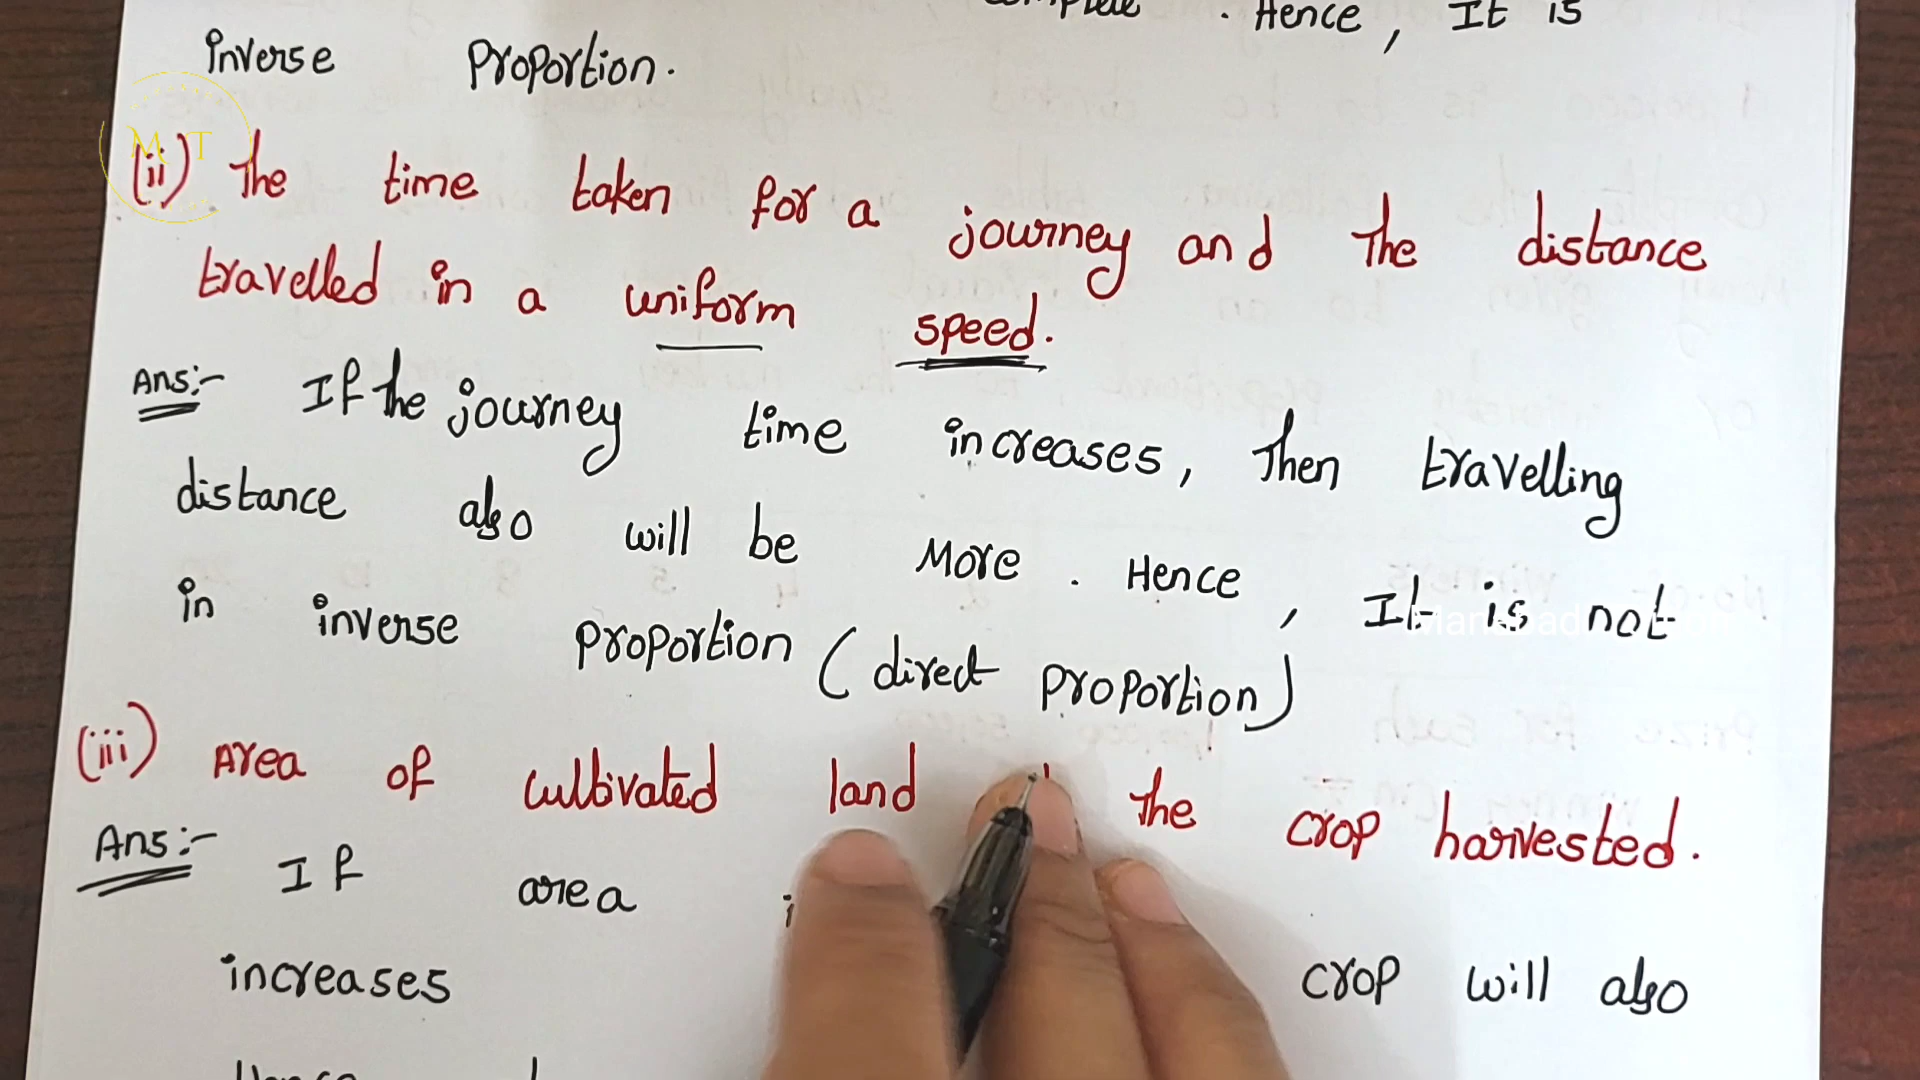 complete . Hence, It is
inverse proportion.
M T
(ii) The time taken for a journey and the distance
travelled in a uniform speed.
Ans:- If the journey time increases, Then travelling
distance also will be More. Hence, It is not
in inverse proportion (direct proportion)
(iii) Area of cultivated land the crop harvested.
Ans:- If area
increases crop will also
Hence